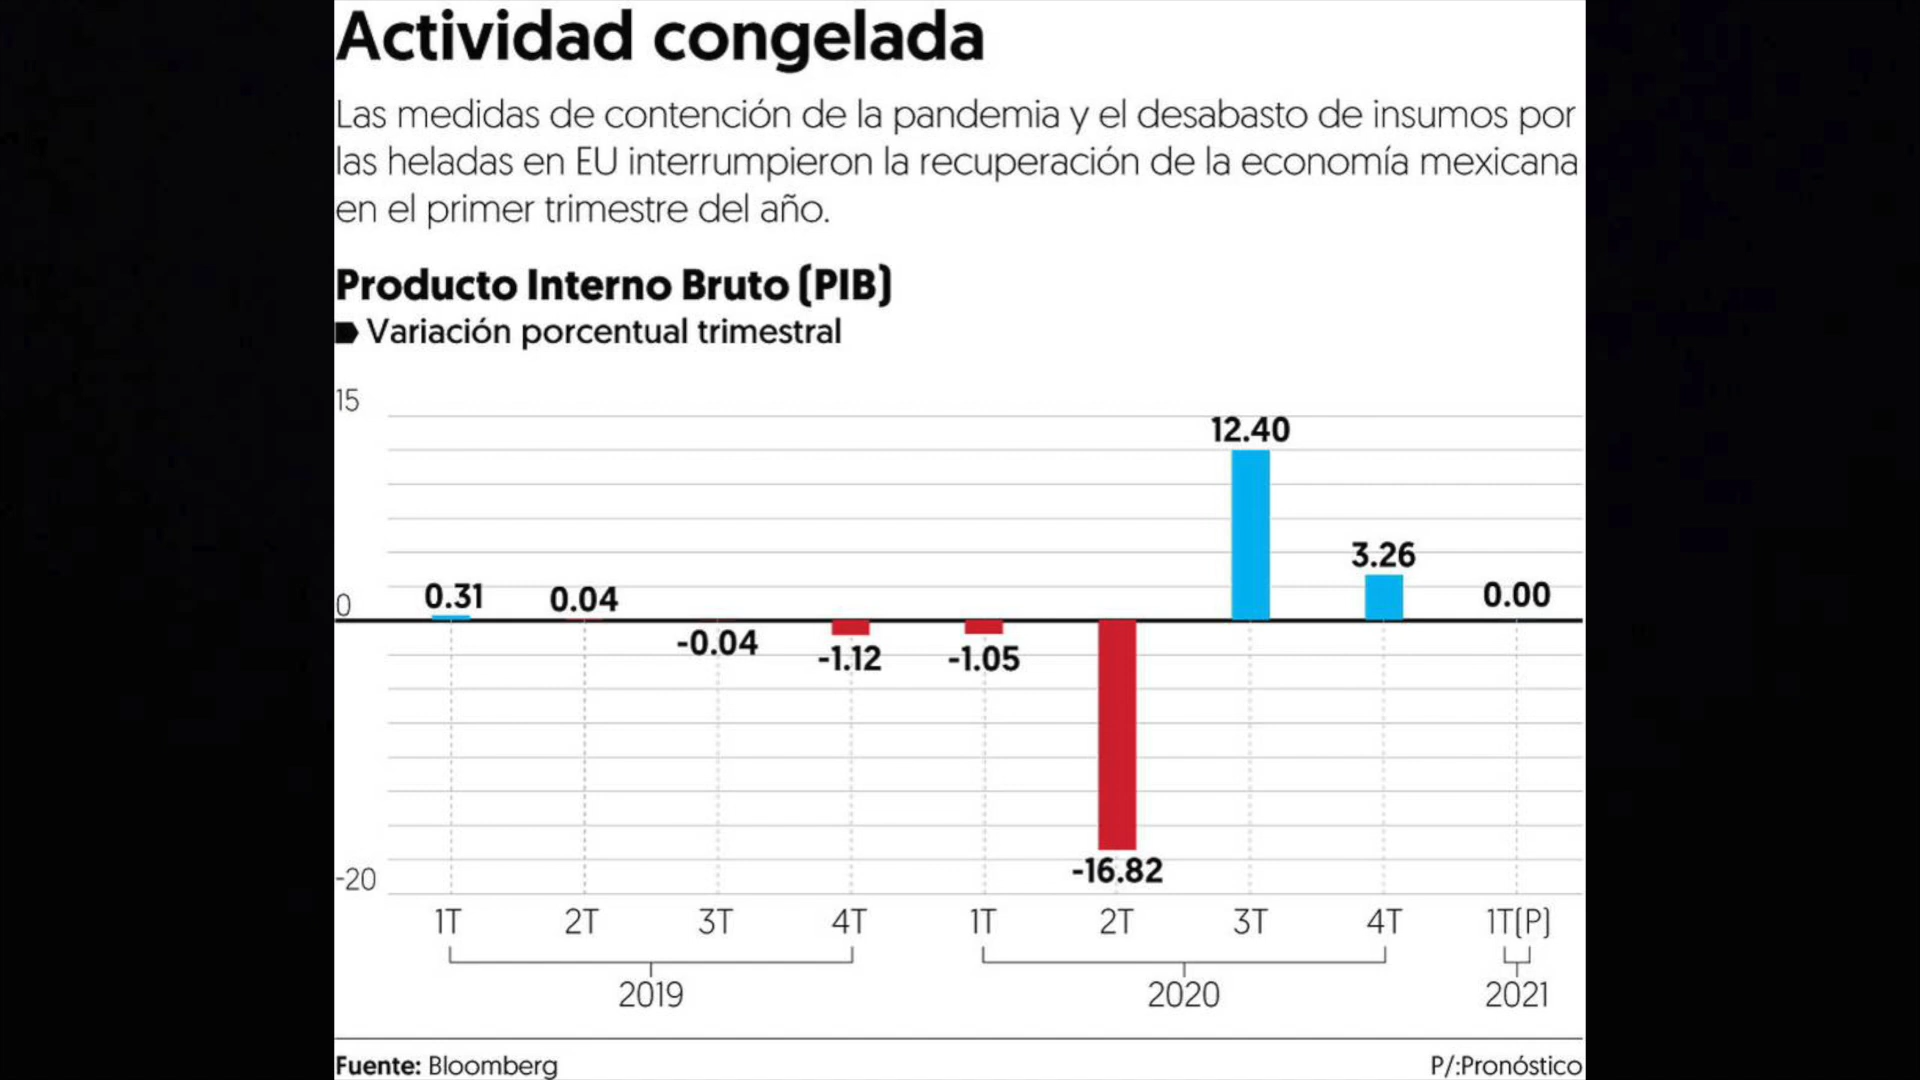 Actividad congelada
Las medidas de contención de la pandemia y el desabasto de insumos por
las heladas en EU interrumpieron la recuperación de la economía mexicana
en el primer trimestre del año.
Producto Interno Bruto (PIB)
Variación porcentual trimestral
15
12.40
3.26
0.31
0.04
0.00
0
-0.04
-1.12
-1.05
-16.82
-20
1T 2T 3T 4T 1T 2T 3T 4T 1T(P)
2019 2020 2021
Fuente: Bloomberg
P/:Pronóstico